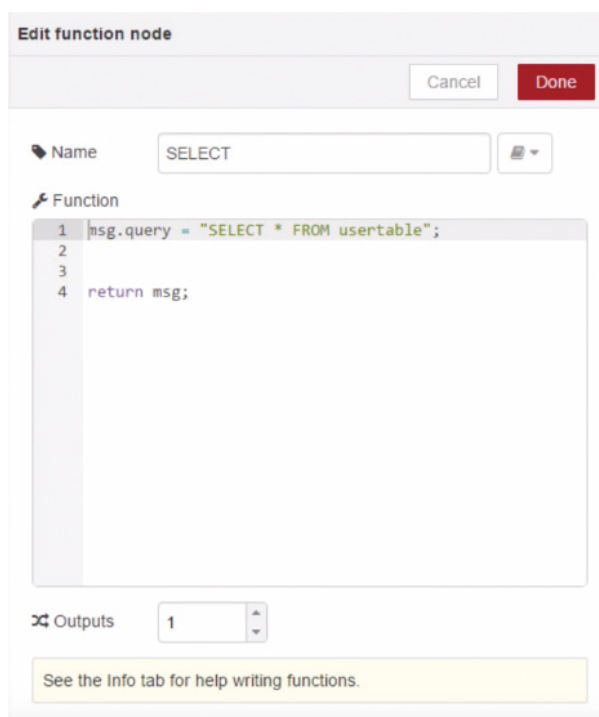 Edit function node
Cancel Done
Name SELECT
Function
1 msg.query = "SELECT * FROM usertable";
2
3
4 return msg;
Outputs 1
See the Info tab for help writing functions.